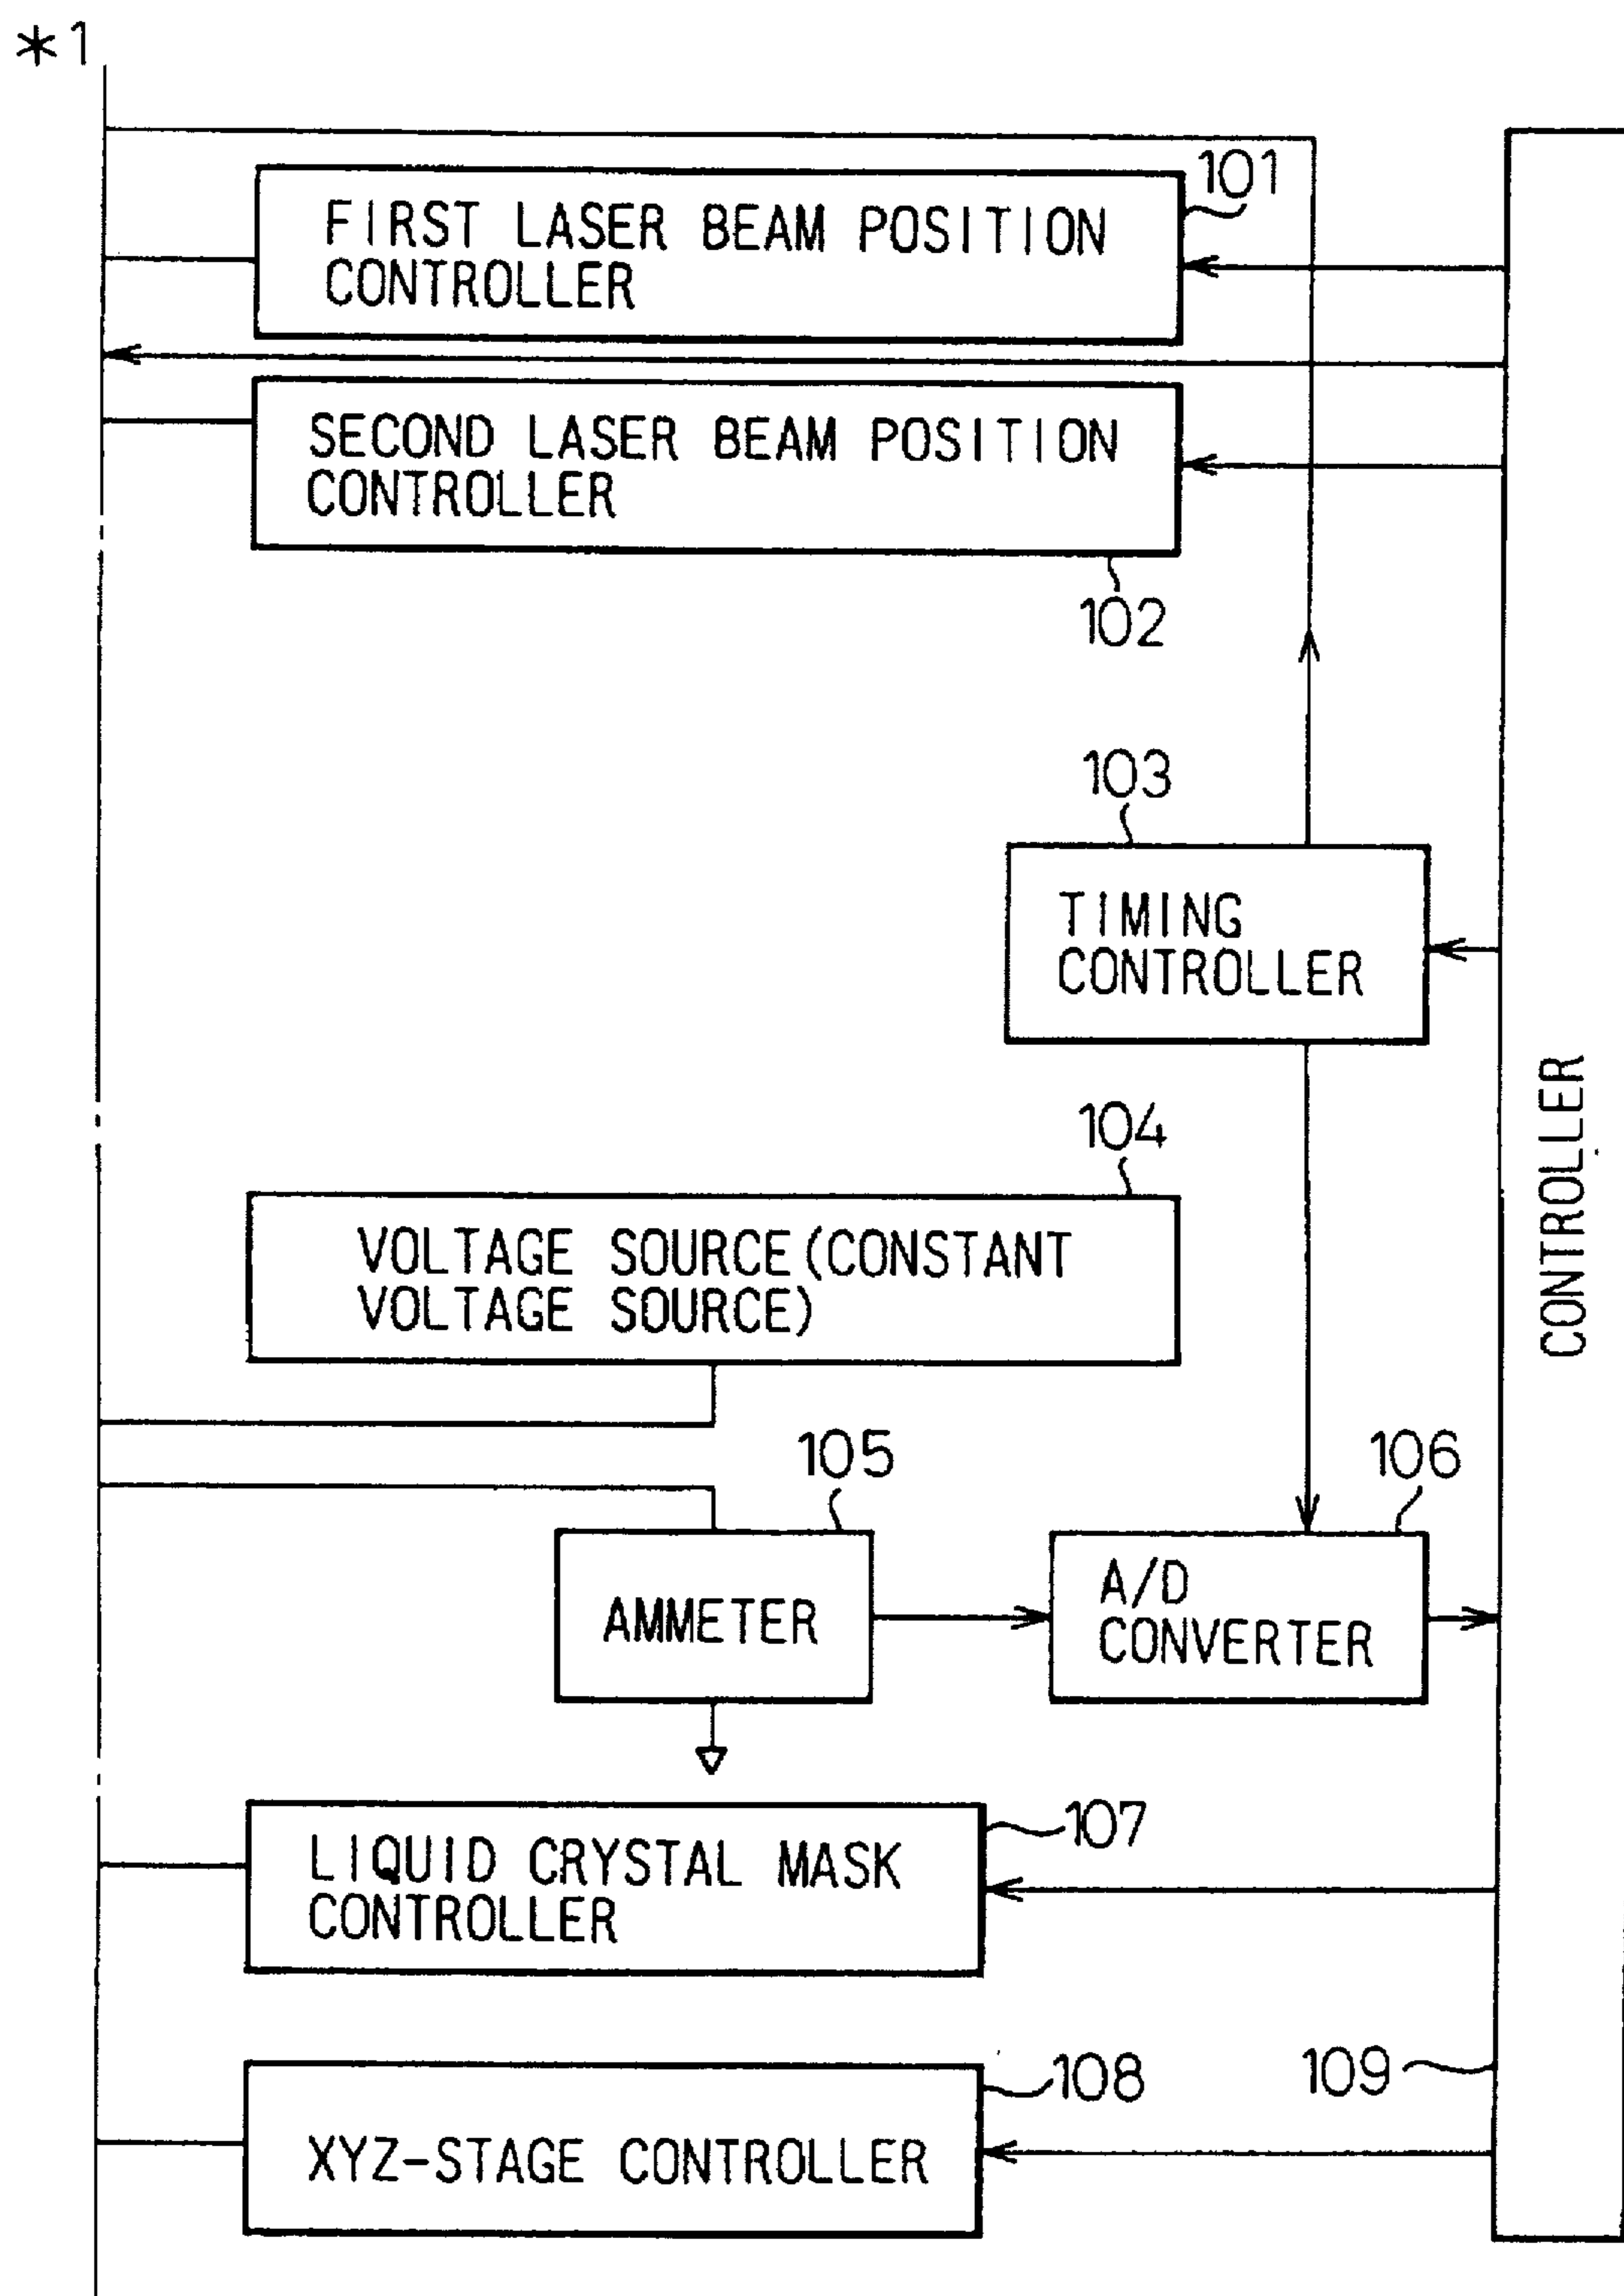 *1
101
FIRST LASER BEAM POSITION
CONTROLLER
SECOND LASER BEAM POSITION
CONTROLLER
102
103
TIMING
CONTROLLER
CONTROLLER
104
VOLTAGE SOURCE(CONSTANT
VOLTAGE SOURCE)
105
106
AMMETER
A/D
CONVERTER
107
LIQUID CRYSTAL MASK
CONTROLLER
108
109
XYZ-STAGE CONTROLLER